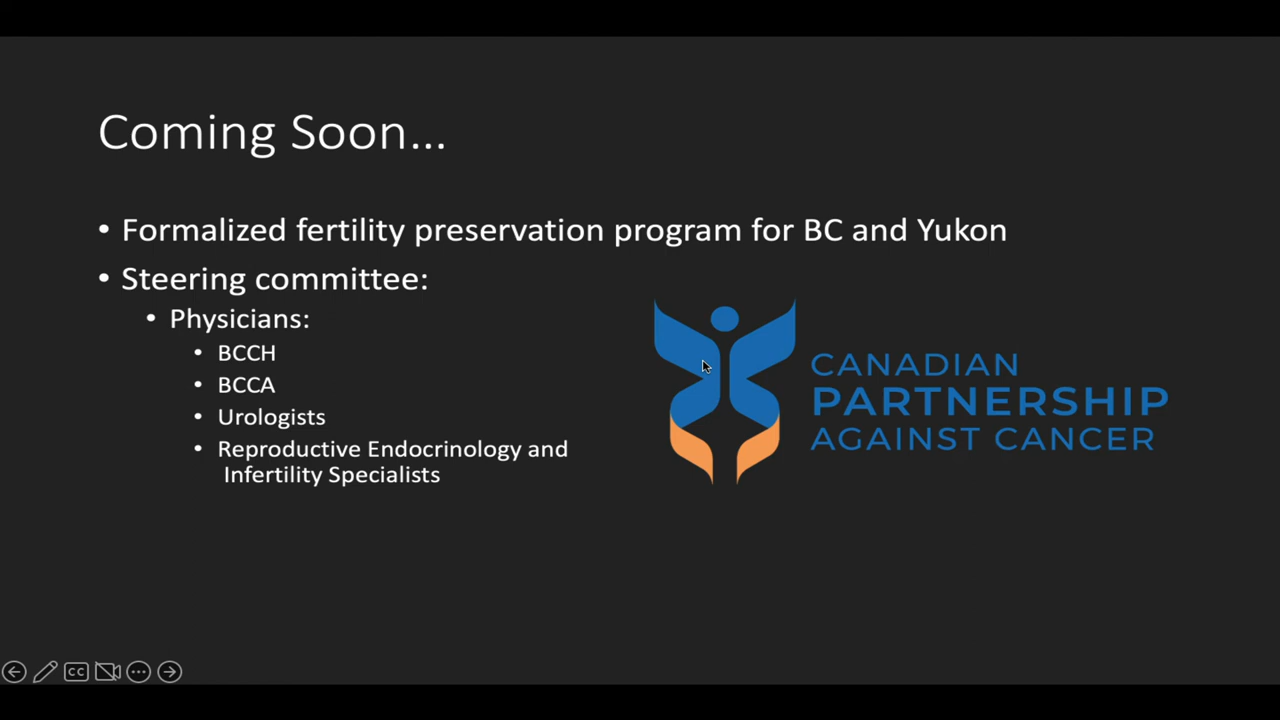 Coming Soon...
• Formalized fertility preservation program for BC and Yukon
• Steering committee:
• Physicians:
• BCCH
• BCCA
• Urologists
• Reproductive Endocrinology and
Infertility Specialists
CANADIAN
PARTNERSHIP
AGAINST CANCER
CC